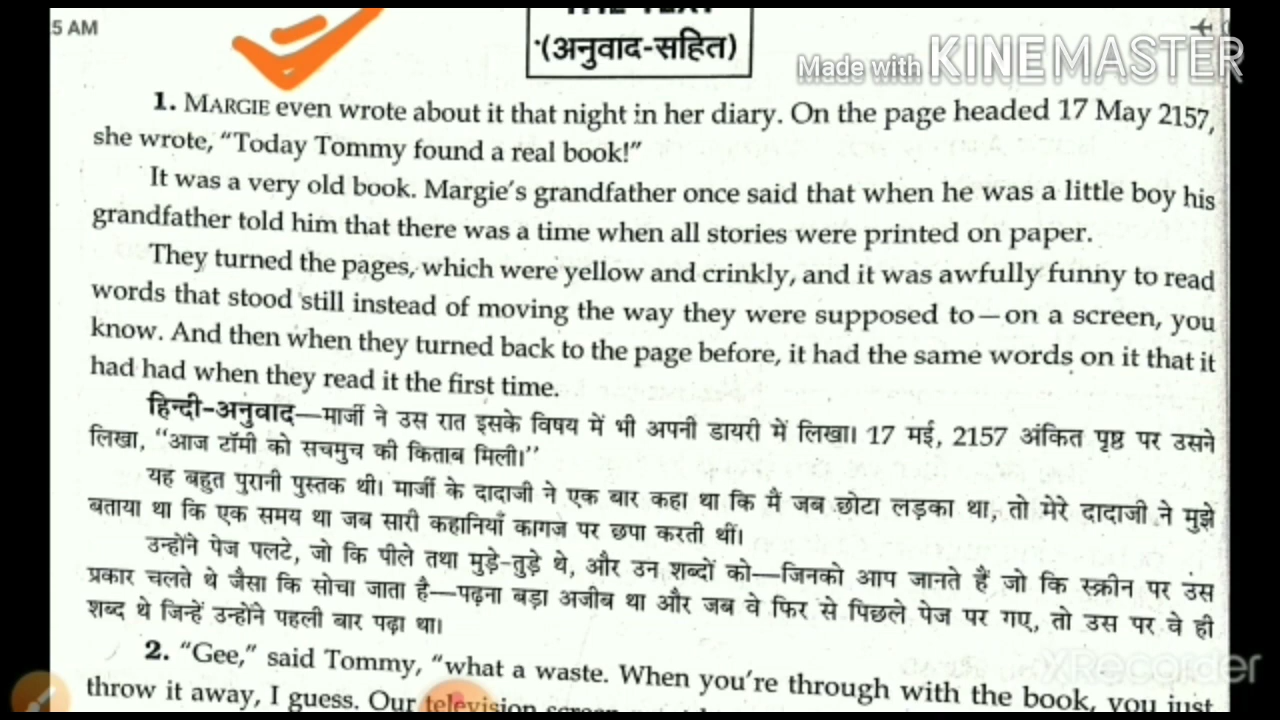 5 AM
THE TEXT
(अनुवाद-सहित)
Made with KINEMASTER
1. MARGIE even wrote about it that night in her diary. On the page headed 17 May 2157,
she wrote, “Today Tommy found a real book!”
It was a very old book. Margie’s grandfather once said that when he was a little boy his
grandfather told him that there was a time when all stories were printed on paper.
They turned the pages, which were yellow and crinkly, and it was awfully funny to read
words that stood still instead of moving the way they were supposed to—on a screen, you
know. And then when they turned back to the page before, it had the same words on it that it
had had when they read it the first time.
हिन्दी-अनुवाद—मार्जी ने उस रात इसके विषय में भी अपनी डायरी में लिखा। 17 मई, 2157 अंकित पृष्ठ पर उसने
लिखा, “आज टॉमी को सचमुच की किताब मिली।”
यह बहुत पुरानी पुस्तक थी। मार्जी के दादाजी ने एक बार कहा था कि मैं जब छोटा लड़का था, तो मेरे दादाजी ने मुझे
बताया था कि एक समय था जब सारी कहानियाँ कागज पर छपा करती थीं।
उन्होंने पेज पलटे, जो कि पीले तथा मुड़े-तुड़े थे, और उन शब्दों को—जिनको आप जानते हैं जो कि स्क्रीन पर उस
प्रकार चलते थे जैसा कि सोचा जाता है—पढ़ना बड़ा अजीब था और जब वे फिर से पिछले पेज पर गए, तो उस पर वे ही
शब्द थे जिन्हें उन्होंने पहली बार पढ़ा था।
2. “Gee,” said Tommy, “what a waste. When you’re through with the book, you just
XRecorder
throw it away, I guess. Our television screen